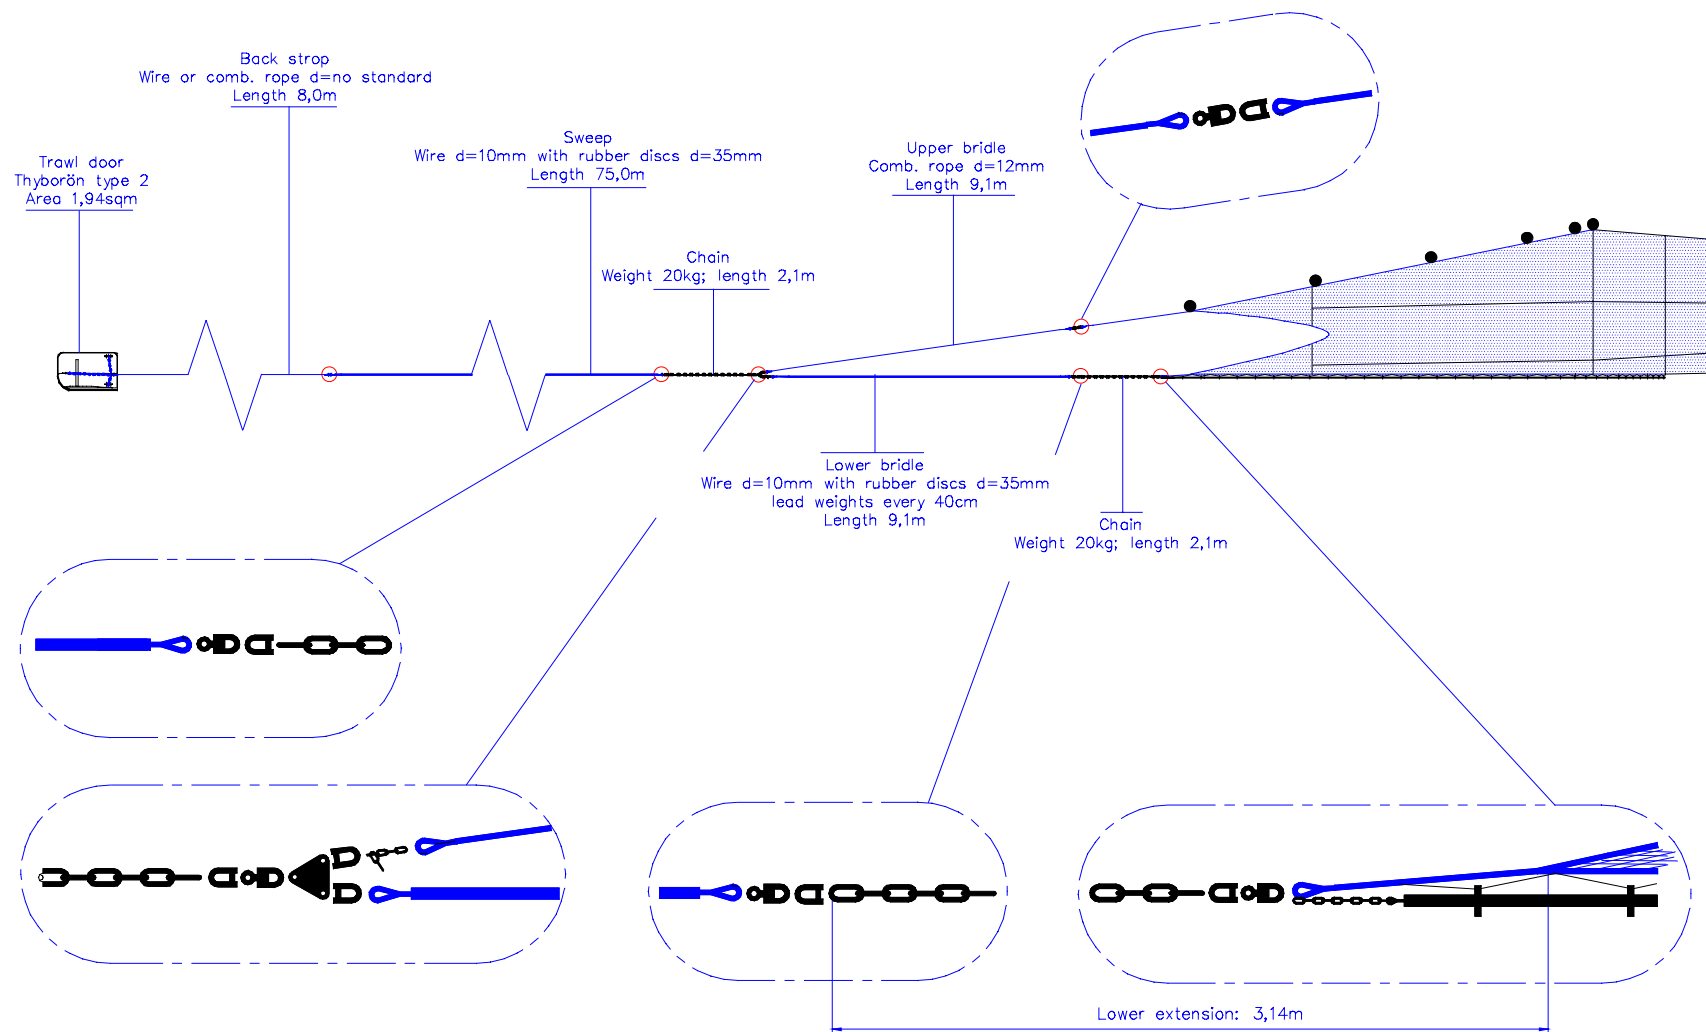 Back strop
Wire or comb. rope d=no standard
Length 8,0m
Trawl door
Thyborön type 2
Area 1,94sqm
Sweep
Wire d=10mm with rubber discs d=35mm
Length 75,0m
Upper bridle
Comb. rope d=12mm
Length 9,1m
Chain
Weight 20kg; length 2,1m
Lower bridle
Wire d=10mm with rubber discs d=35mm
lead weights every 40cm
Length 9,1m
Chain
Weight 20kg; length 2,1m
Lower extension: 3,14m